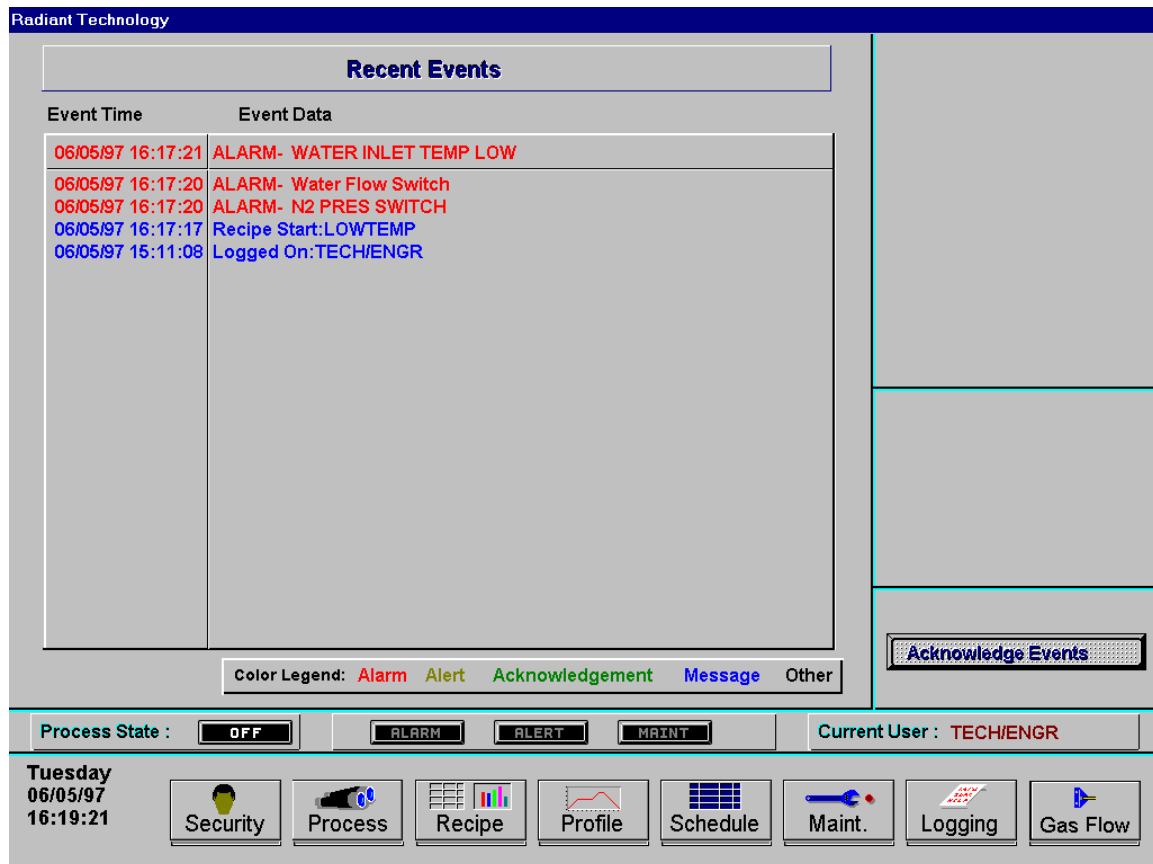 Radiant Technology
Recent Events
Event Time Event Data
06/05/97 16:17:21 ALARM- WATER INLET TEMP LOW
06/05/97 16:17:20 ALARM- Water Flow Switch
06/05/97 16:17:20 ALARM- N2 PRES SWITCH
06/05/97 16:17:17 Recipe Start:LOWTEMP
06/05/97 15:11:08 Logged On:TECH/ENGR
Acknowledge Events
Color Legend: Alarm Alert Acknowledgement Message Other
Process State : OFF ALARM ALERT MAINT Current User : TECH/ENGR
Tuesday
06/05/97
16:19:21
Security Process Recipe Profile Schedule Maint. Logging Gas Flow